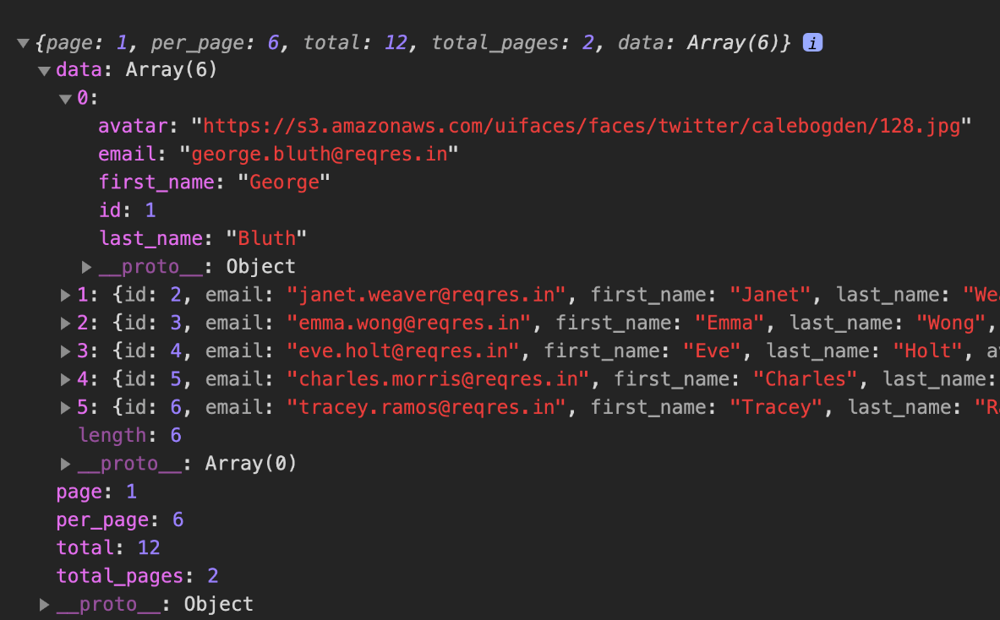 {page: 1, per_page: 6, total: 12, total_pages: 2, data: Array(6)} i
data: Array(6)
0:
avatar: "https://s3.amazonaws.com/uifaces/faces/twitter/calebogden/128.jpg"
email: "george.bluth@reqres.in"
first_name: "George"
id: 1
last_name: "Bluth"
__proto__: Object
1: {id: 2, email: "janet.weaver@reqres.in", first_name: "Janet", last_name: "We
2: {id: 3, email: "emma.wong@reqres.in", first_name: "Emma", last_name: "Wong",
3: {id: 4, email: "eve.holt@reqres.in", first_name: "Eve", last_name: "Holt", a
4: {id: 5, email: "charles.morris@reqres.in", first_name: "Charles", last_name:
5: {id: 6, email: "tracey.ramos@reqres.in", first_name: "Tracey", last_name: "R
length: 6
__proto__: Array(0)
page: 1
per_page: 6
total: 12
total_pages: 2
__proto__: Object